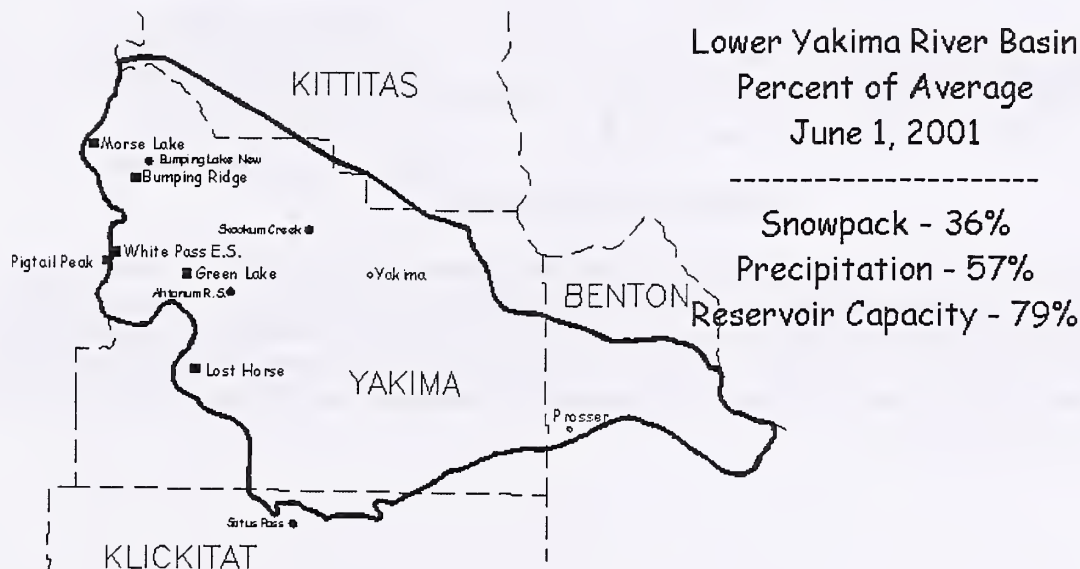 Lower Yakima River Basin
Percent of Average
June 1, 2001
------------------------
Snowpack - 36%
Precipitation - 57%
Reservoir Capacity - 79%
KITTITAS
Morse Lake
Bumping Lake New
Bumping Ridge
Skookum Creek
White Pass E.S.
Pigtail Peak
Green Lake
Yakima
Ahtanum R.S.
BENTON
Lost Horse
YAKIMA
Prosser
Satus Pass
KLICKITAT